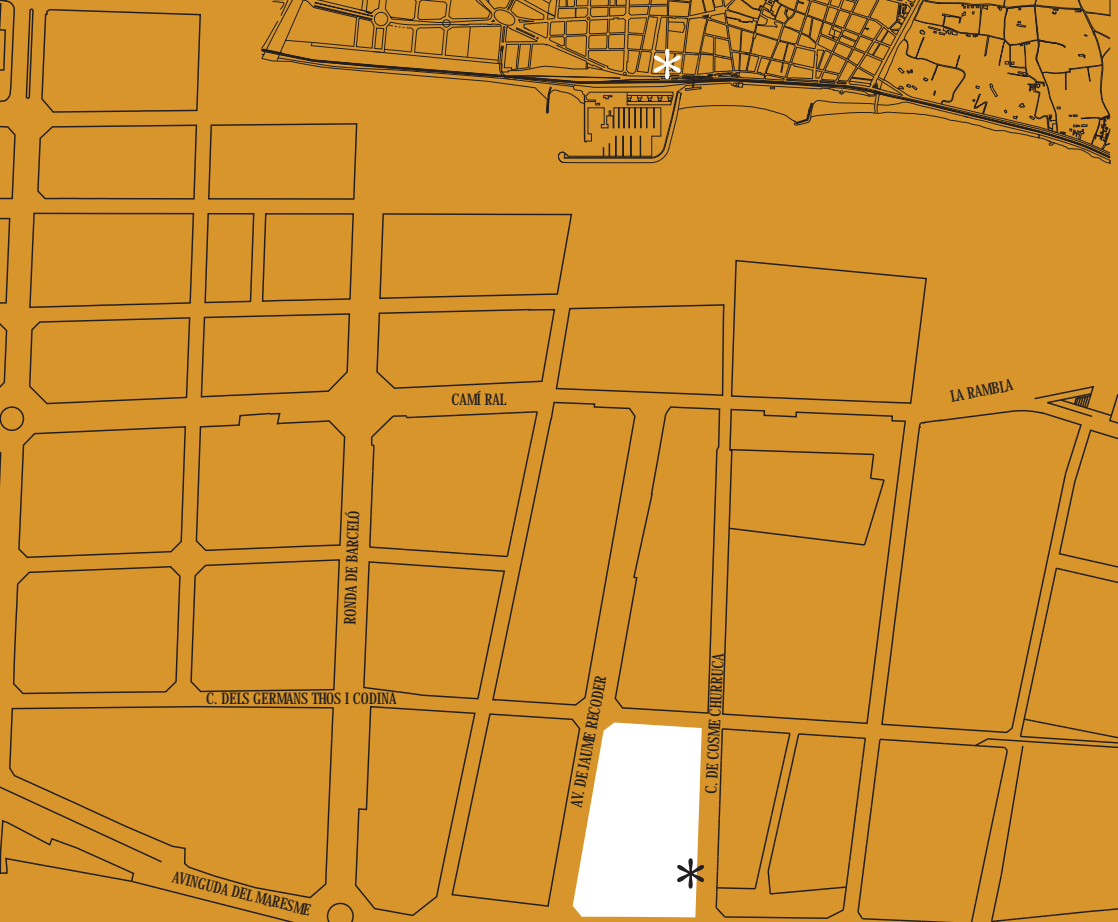 LA RAMBLA
CAMÍ RAL
RONDA DE BARCELÓ
C. DELS GERMANS THOS I CODINA
AV. DE JAUME RECODER
C. DE COSME CHURRUCA
AVINGUDA DEL MARESME